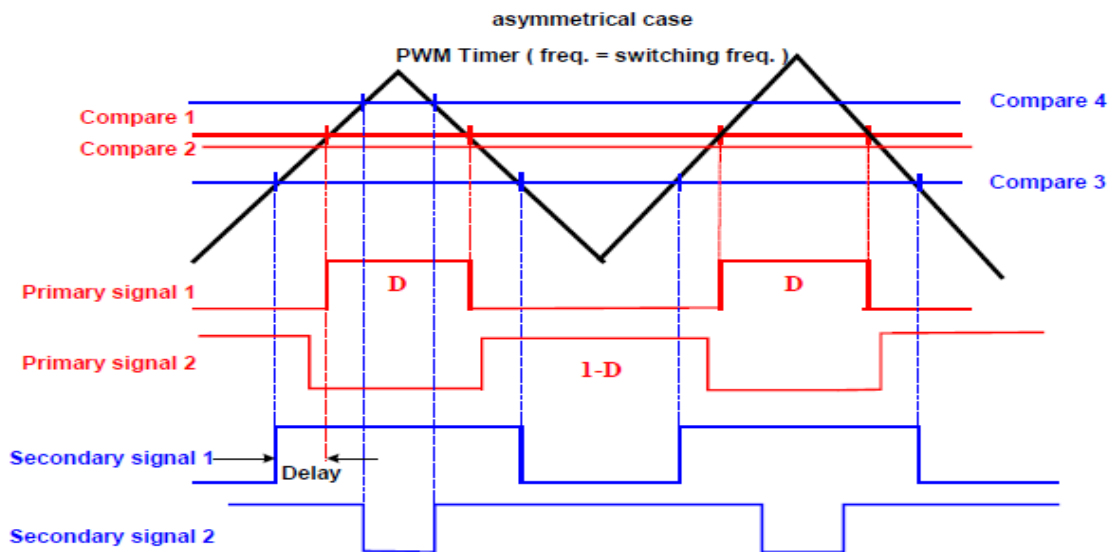 asymmetrical case
PWM Timer ( freq. = switching freq. )
Compare 4
Compare 1
Compare 2
Compare 3
D
D
Primary signal 1
Primary signal 2
1-D
Secondary signal 1
Delay
Secondary signal 2